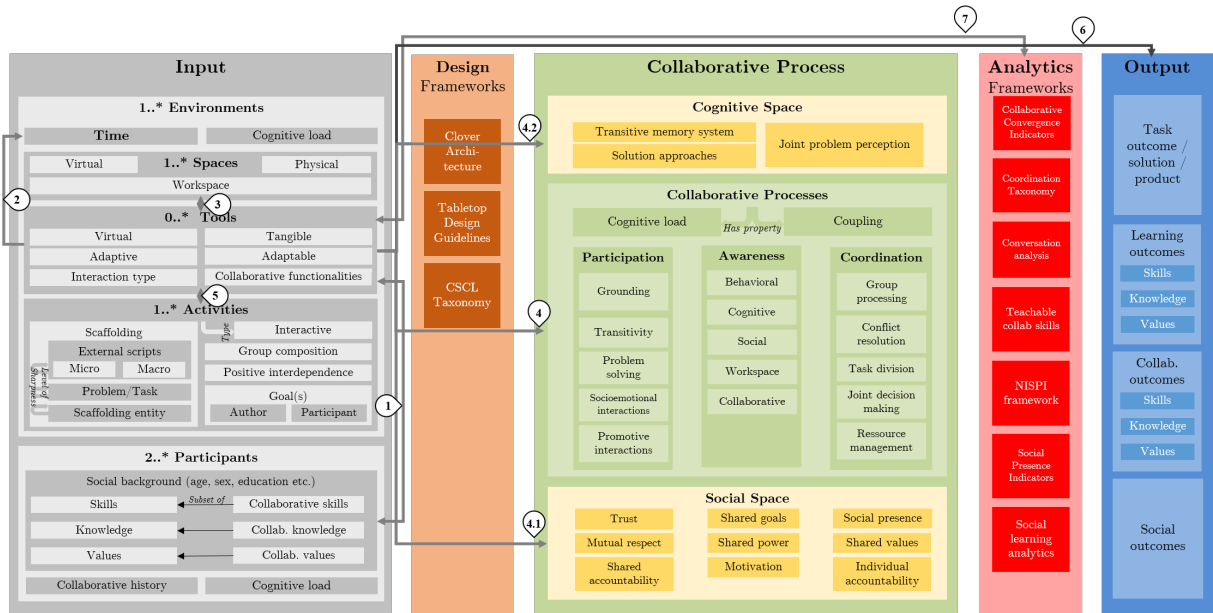 7
6
Input
1..* Environments
Time
Cognitive load
Virtual
1..* Spaces
Physical
Workspace
2
3
0..* Tools
Virtual
Tangible
Adaptive
Adaptable
Interaction type
Collaborative functionalities
5
1..* Activities
Scaffolding
Type
Interactive
External scripts
Group composition
Micro
Macro
Positive interdependence
Level of
Sharpness
Problem/Task
Goal(s)
Scaffolding entity
Author
Participant
1
2..* Participants
Social background (age, sex, education etc.)
Skills
Subset of
Collaborative skills
Knowledge
Collab. knowledge
Values
Collab. values
Collaborative history
Cognitive load
Design
Frameworks
Clover
Archi-
tecture
Tabletop
Design
Guidelines
CSCL
Taxonomy
4.2
4
4.1
Collaborative Process
Cognitive Space
Transitive memory system
Solution approaches
Joint problem perception
Collaborative Processes
Cognitive load
Has property
Coupling
Participation
Grounding
Transitivity
Problem
solving
Socioemotional
interactions
Promotive
interactions
Awareness
Behavioral
Cognitive
Social
Workspace
Collaborative
Coordination
Group
processing
Conflict
resolution
Task division
Joint decision
making
Ressource
management
Social Space
Trust
Shared goals
Social presence
Mutual respect
Shared power
Shared values
Shared
accountability
Motivation
Individual
accountability
Analytics
Frameworks
Collaborative
Convergence
Indicators
Coordination
Taxonomy
Conversation
analysis
Teachable
collab skills
NISPI
framework
Social
Presence
Indicators
Social
learning
analytics
Output
Task
outcome /
solution /
product
Learning
outcomes
Skills
Knowledge
Values
Collab.
outcomes
Skills
Knowledge
Values
Social
outcomes